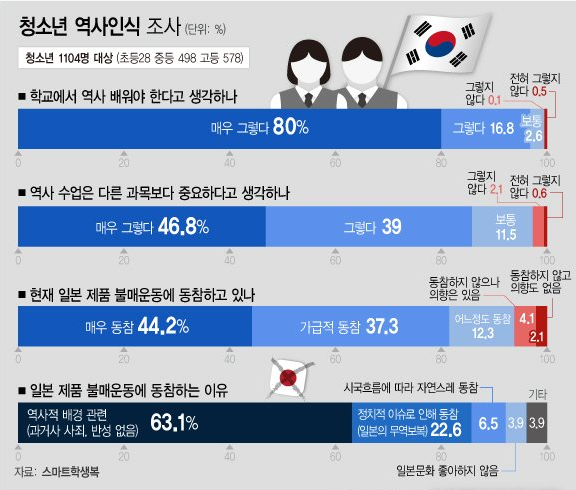 청소년 역사인식 조사 (단위: %)
청소년 1104명 대상 (초등28 중등 498 고등 578)
■ 학교에서 역사 배워야 한다고 생각하나
그렇지
않다 0.1
전혀 그렇지
않다 0.5
매우 그렇다 80%
그렇다 16.8
보통
2.6
0 20 40 60 80 100
■ 역사 수업은 다른 과목보다 중요하다고 생각하나
그렇지
않다 2.1
전혀 그렇지
않다 0.6
매우 그렇다 46.8%
그렇다 39
보통
11.5
0 20 40 60 80 100
■ 현재 일본 제품 불매운동에 동참하고 있나
동참하지 않으나
의향은 있음
동참하지 않고
의향도 없음
매우 동참 44.2%
가급적 동참 37.3
어느정도 동참
12.3
4.1
2.1
0 20 40 60 80 100
■ 일본 제품 불매운동에 동참하는 이유
시국흐름에 따라 자연스레 동참
기타
역사적 배경 관련
(과거사 사죄, 반성 없음) 63.1%
정치적 이슈로 인해 동참
(일본의 무역보복) 22.6
6.5
3.9
3.9
0 20 40 60 80 100
일본문화 좋아하지 않음
자료: 스마트학생복